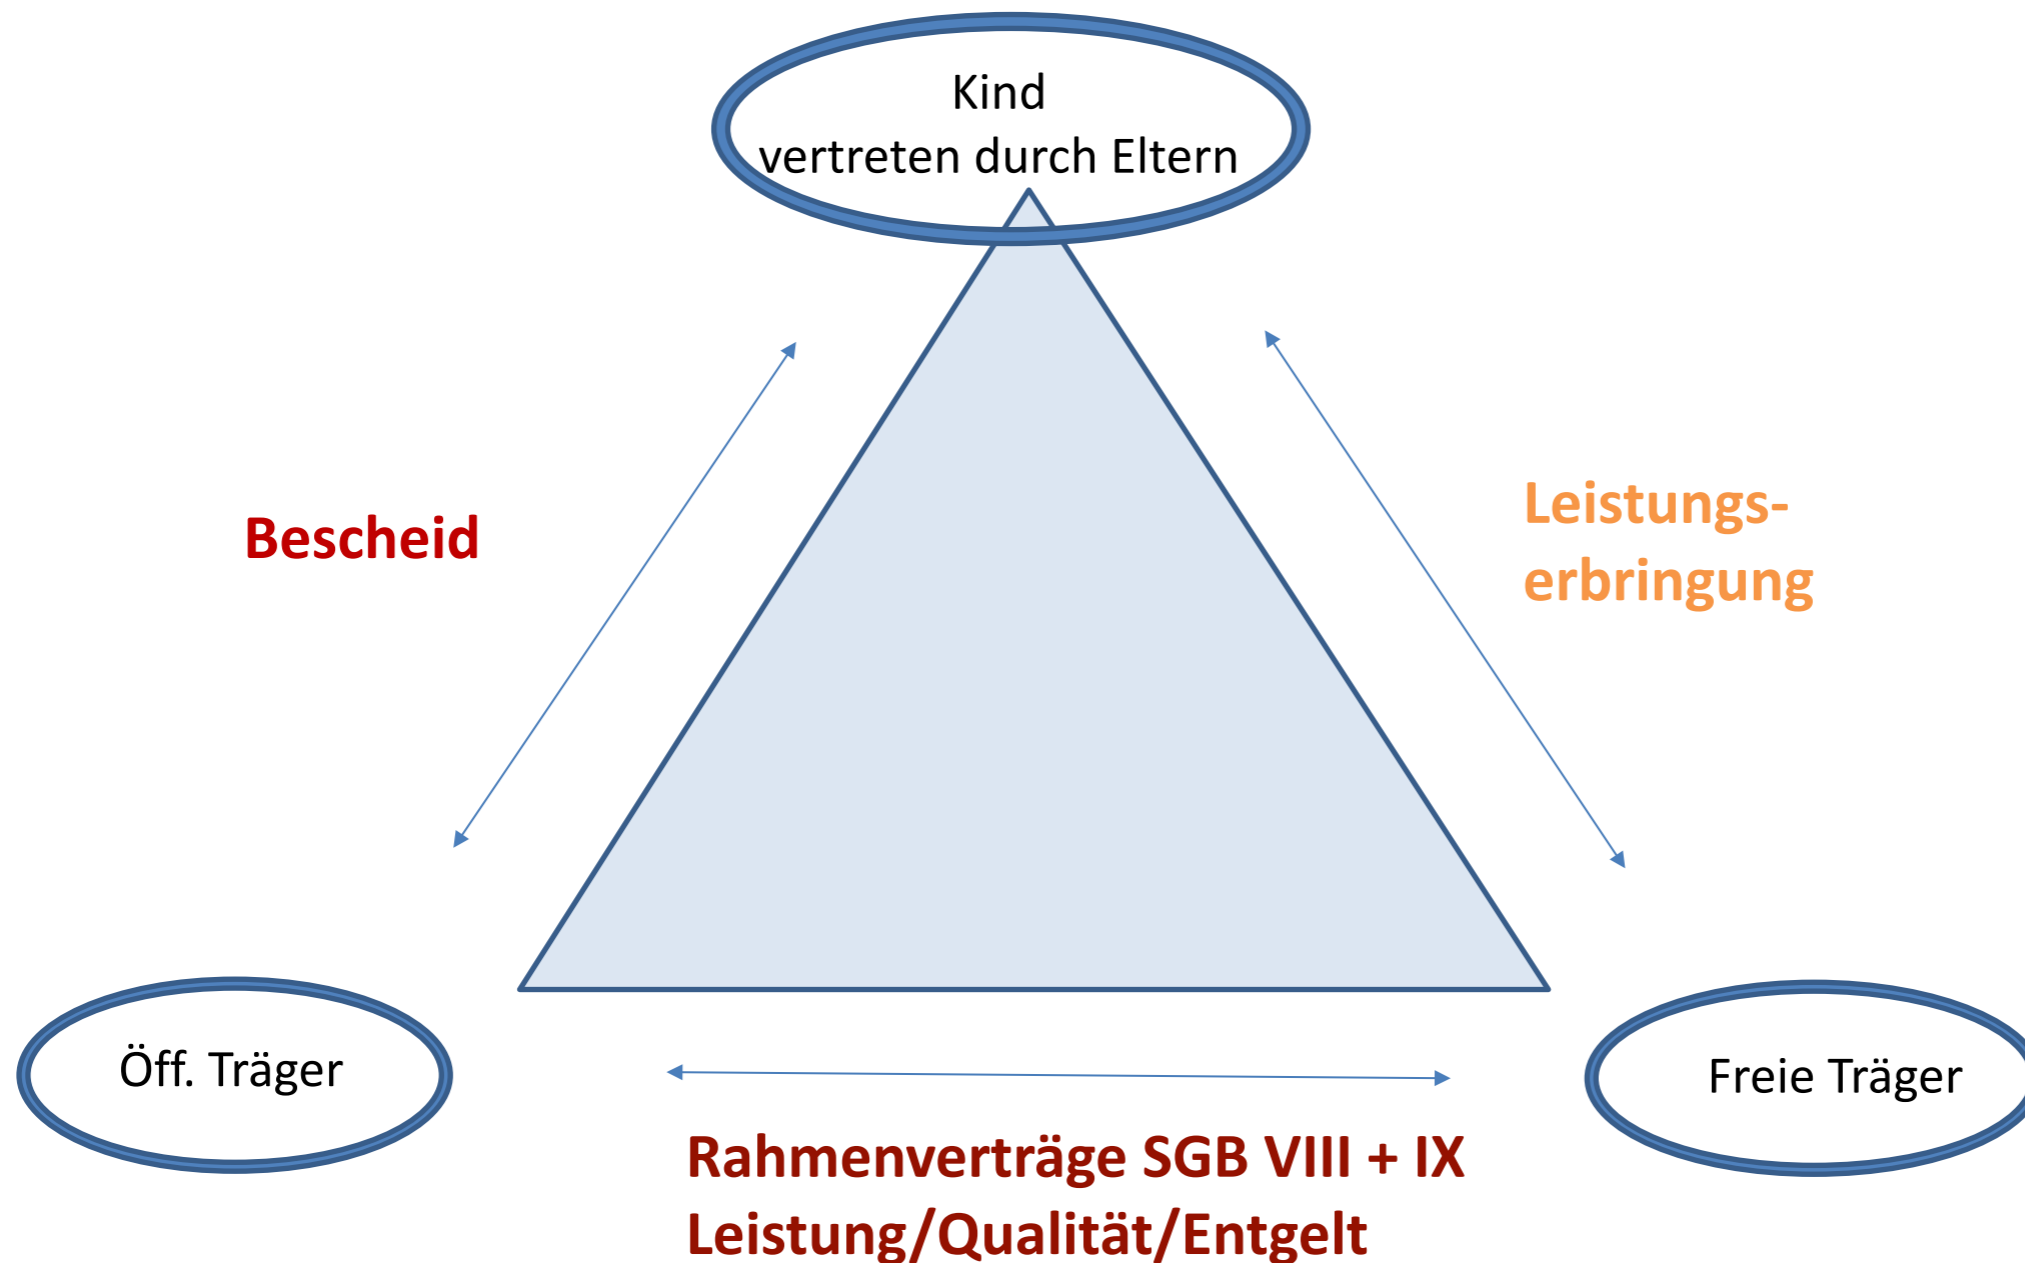 Kind
vertreten durch Eltern
Bescheid
Leistungs-
erbringung
Öff. Träger
Freie Träger
Rahmenverträge SGB VIII + IX
Leistung/Qualität/Entgelt